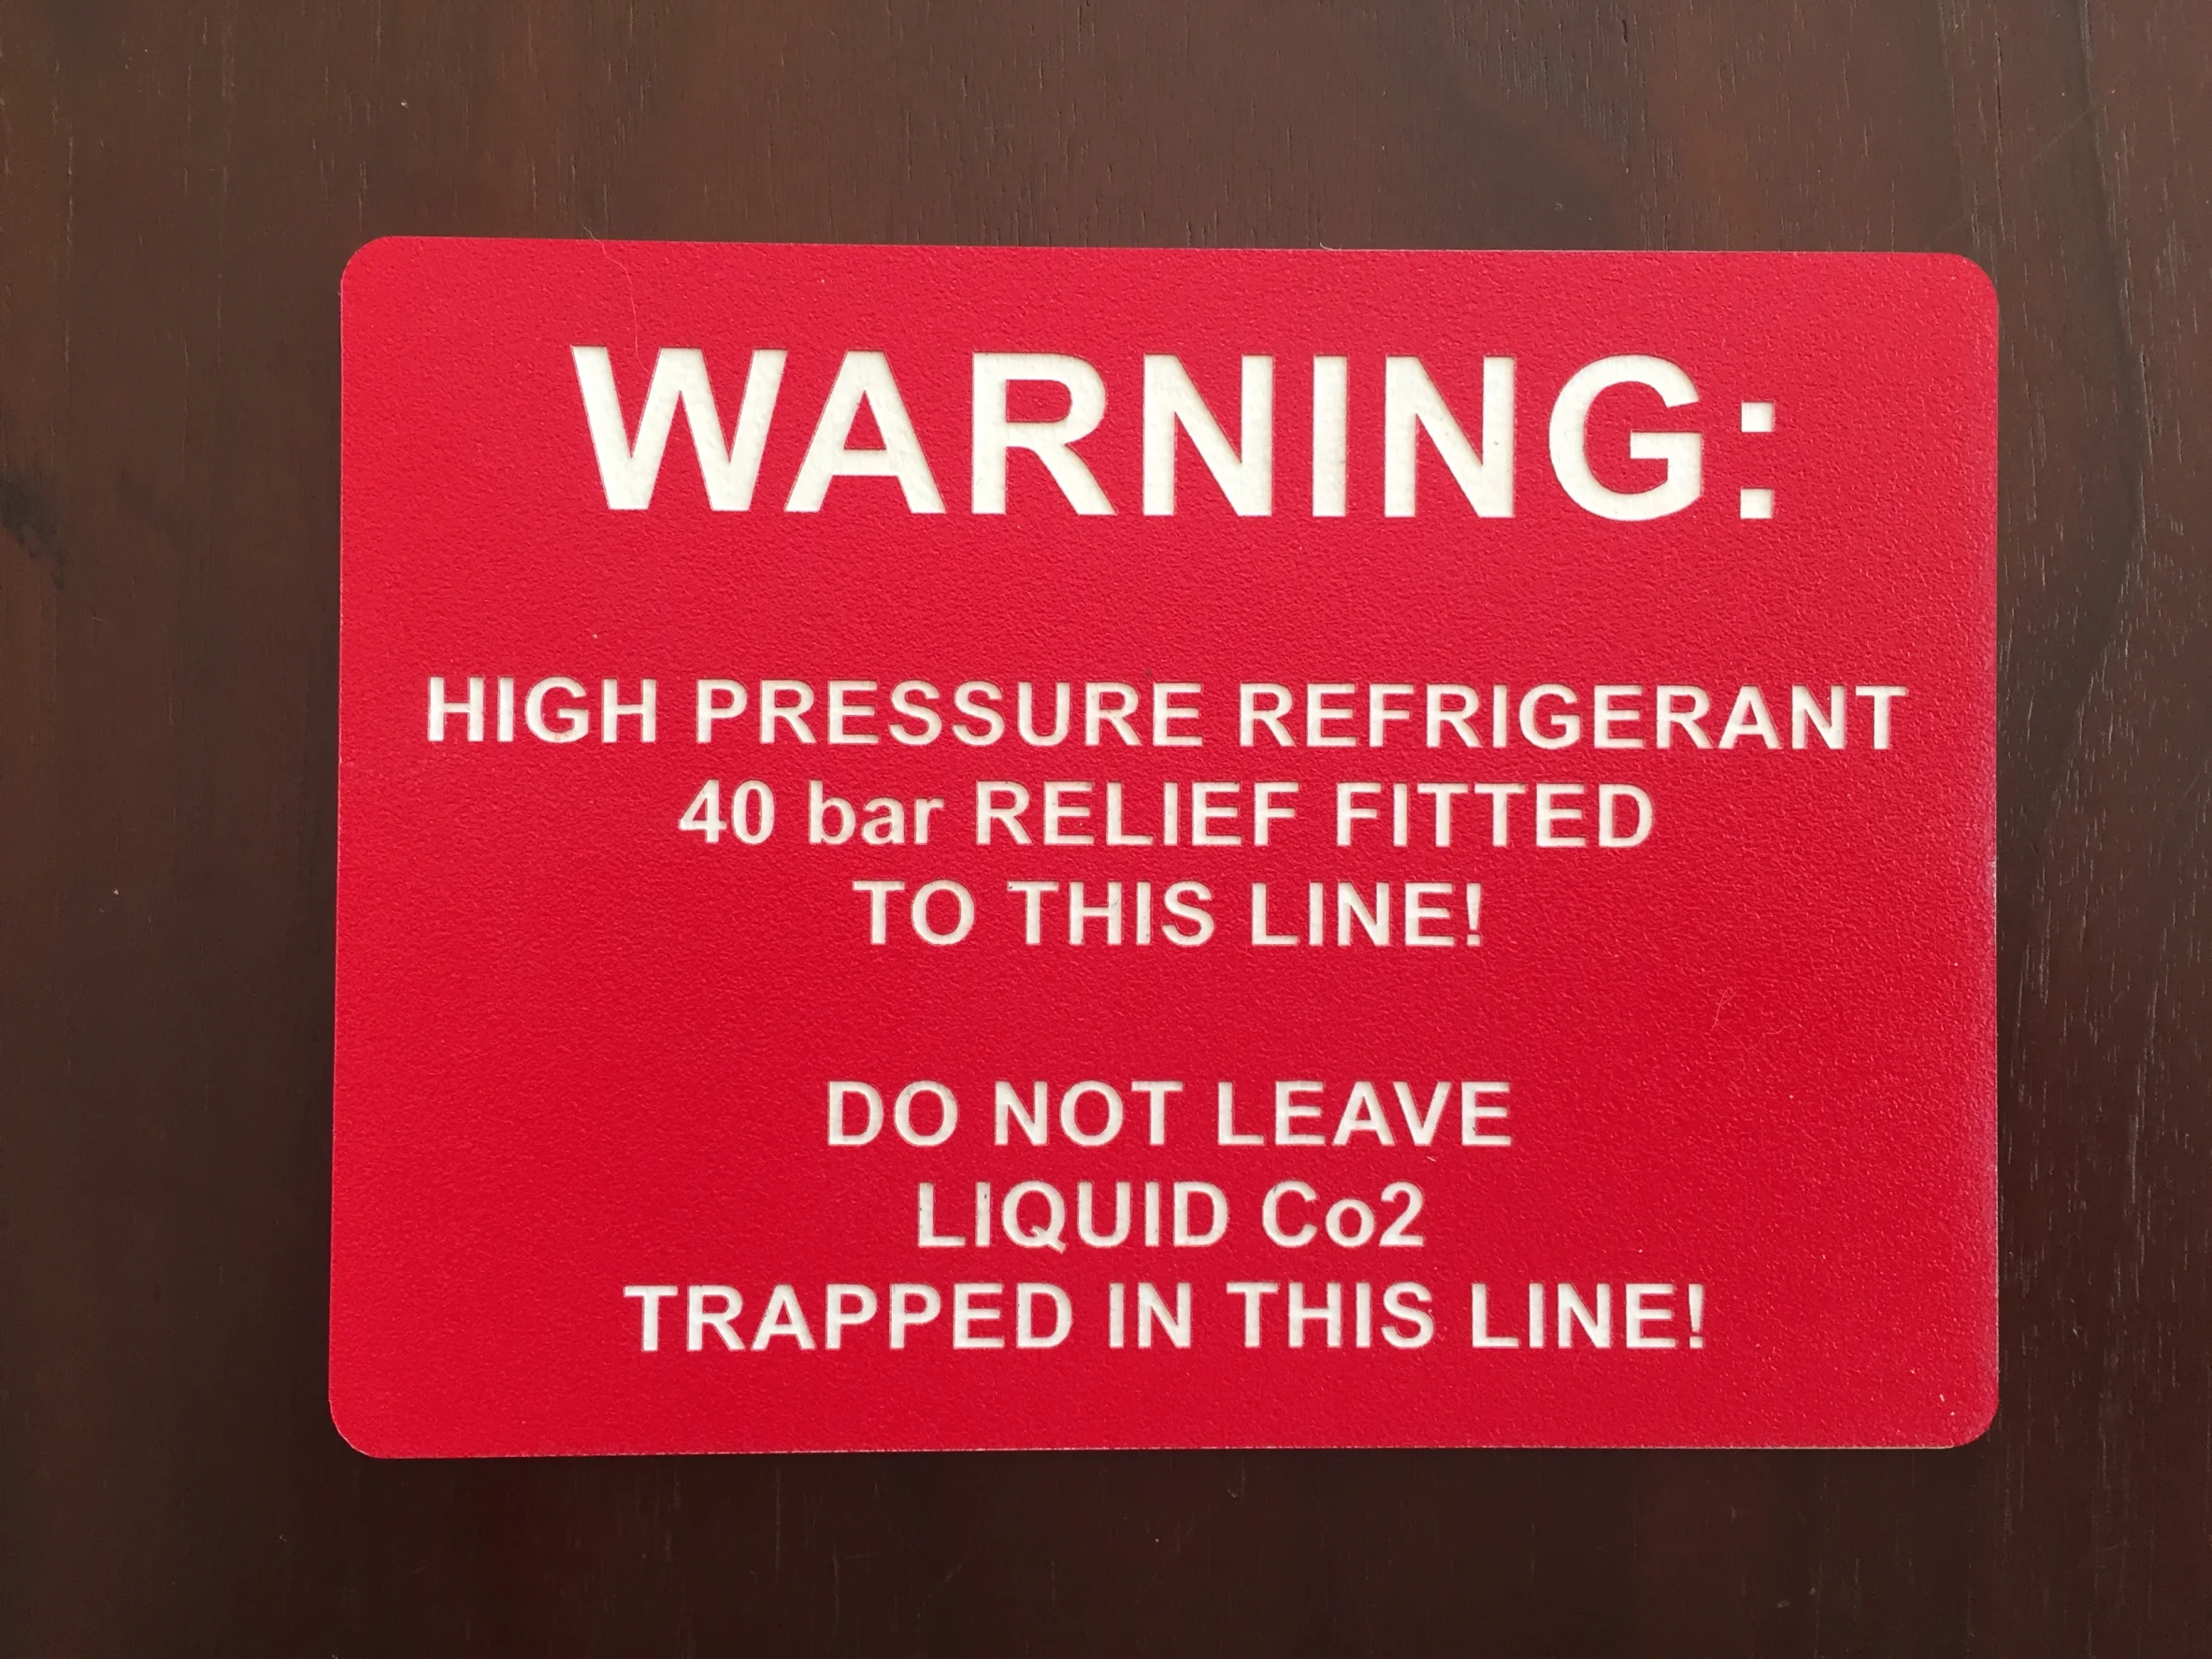 WARNING:
HIGH PRESSURE REFRIGERANT
40 bar RELIEF FITTED
TO THIS LINE!
DO NOT LEAVE
LIQUID Co2
TRAPPED IN THIS LINE!